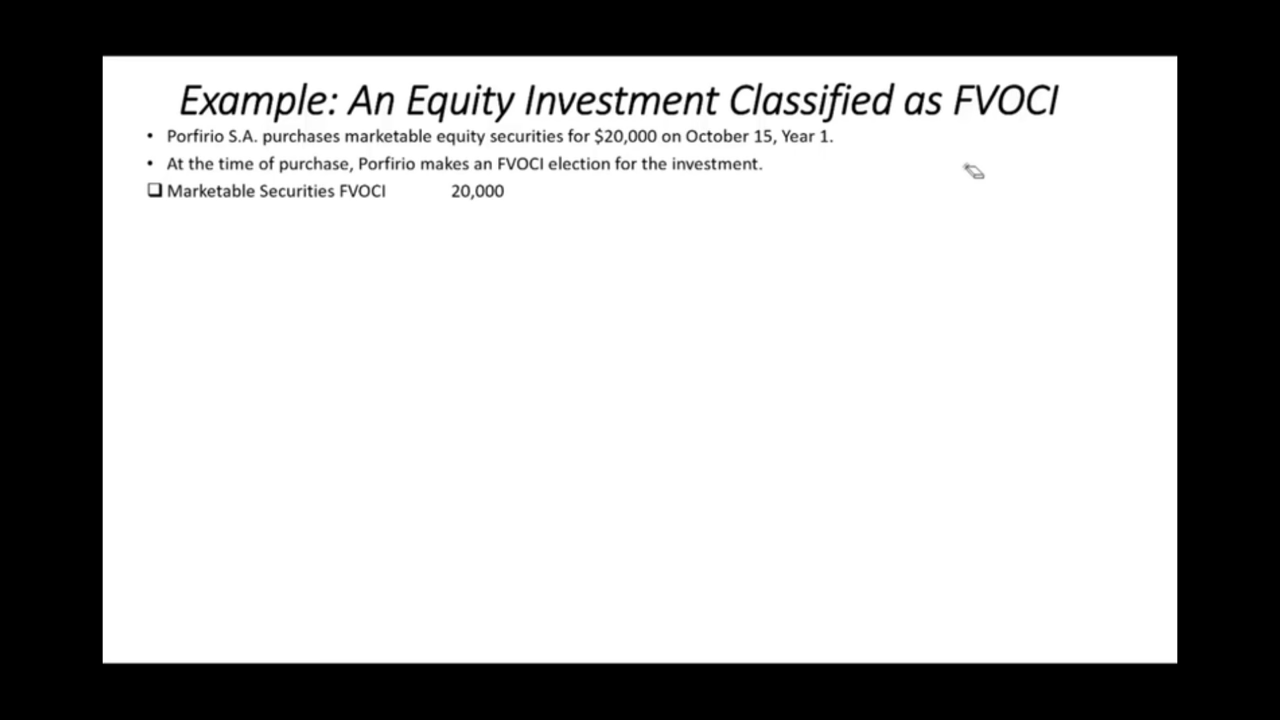 Example: An Equity Investment Classified as FVOCI
• Porfirio S.A. purchases marketable equity securities for $20,000 on October 15, Year 1.
• At the time of purchase, Porfirio makes an FVOCI election for the investment.
❑ Marketable Securities FVOCI 20,000